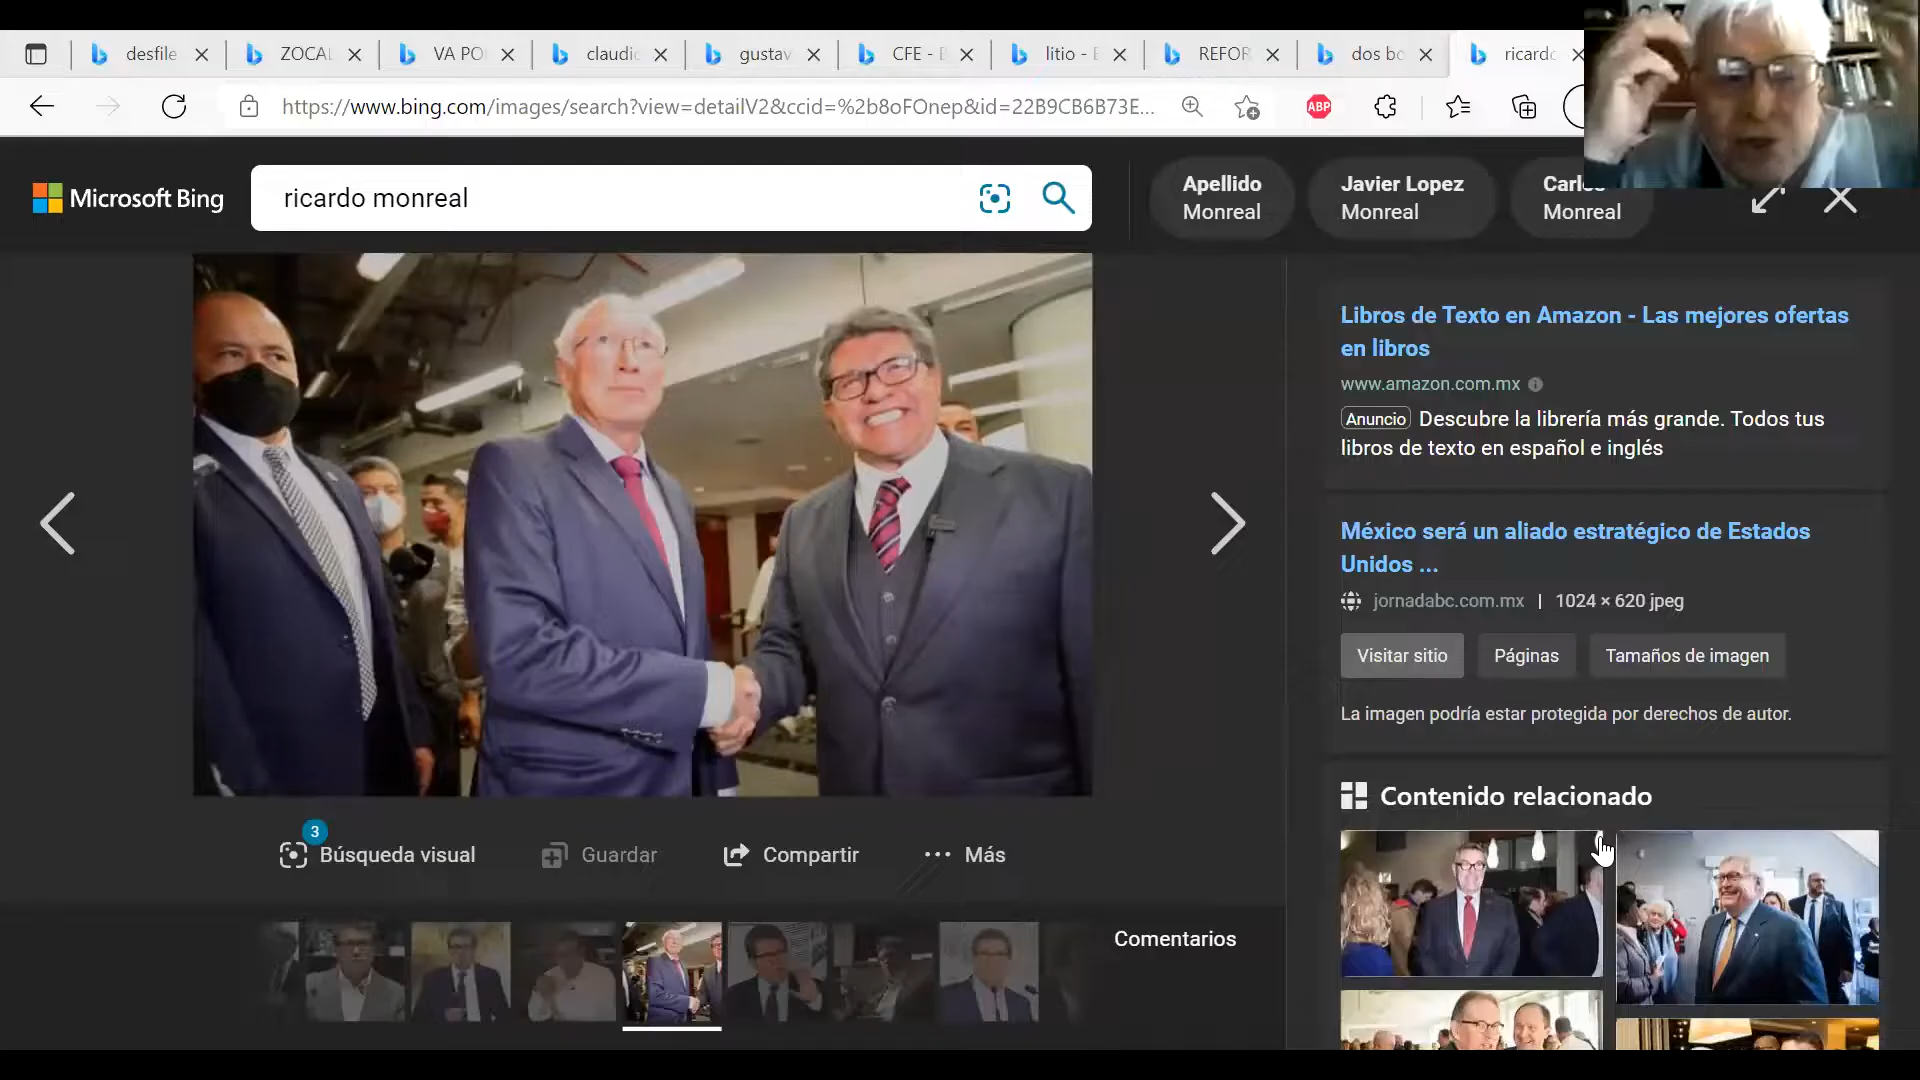 desfile
ZOCAL
VA PO
claudic
gustav
CFE - B
litio - B
REFOR
dos bo
ricardo
https://www.bing.com/images/search?view=detailV2&ccid=%2b8oFOnep&id=22B9CB6B73E...
ABP
Microsoft Bing
ricardo monreal
Apellido
Monreal
Javier Lopez
Monreal
Carlos
Monreal
Libros de Texto en Amazon - Las mejores ofertas
en libros
www.amazon.com.mx
Anuncio Descubre la librería más grande. Todos tus
libros de texto en español e inglés
México será un aliado estratégico de Estados
Unidos ...
jornadabc.com.mx | 1024 × 620 jpeg
Visitar sitio
Páginas
Tamaños de imagen
La imagen podría estar protegida por derechos de autor.
Contenido relacionado
3
Búsqueda visual
Guardar
Compartir
Más
Comentarios